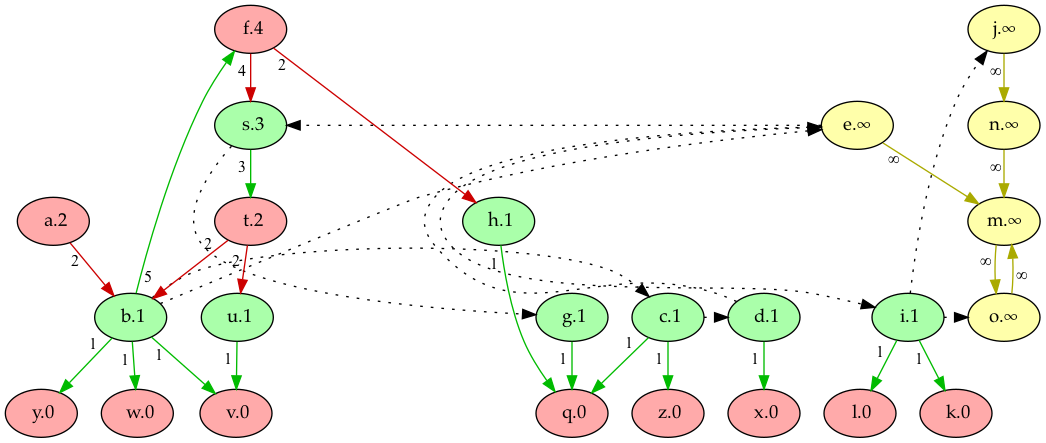 f.4 j.∞
4 2 ∞
s.3 e.∞ n.∞
3 ∞ ∞
a.2 t.2 h.1 m.∞
2 5 2 2 1 ∞ ∞
b.1 u.1 g.1 c.1 d.1 i.1 o.∞
1 1 1 1 1 1 1 1 1 1
y.0 w.0 v.0 q.0 z.0 x.0 l.0 k.0